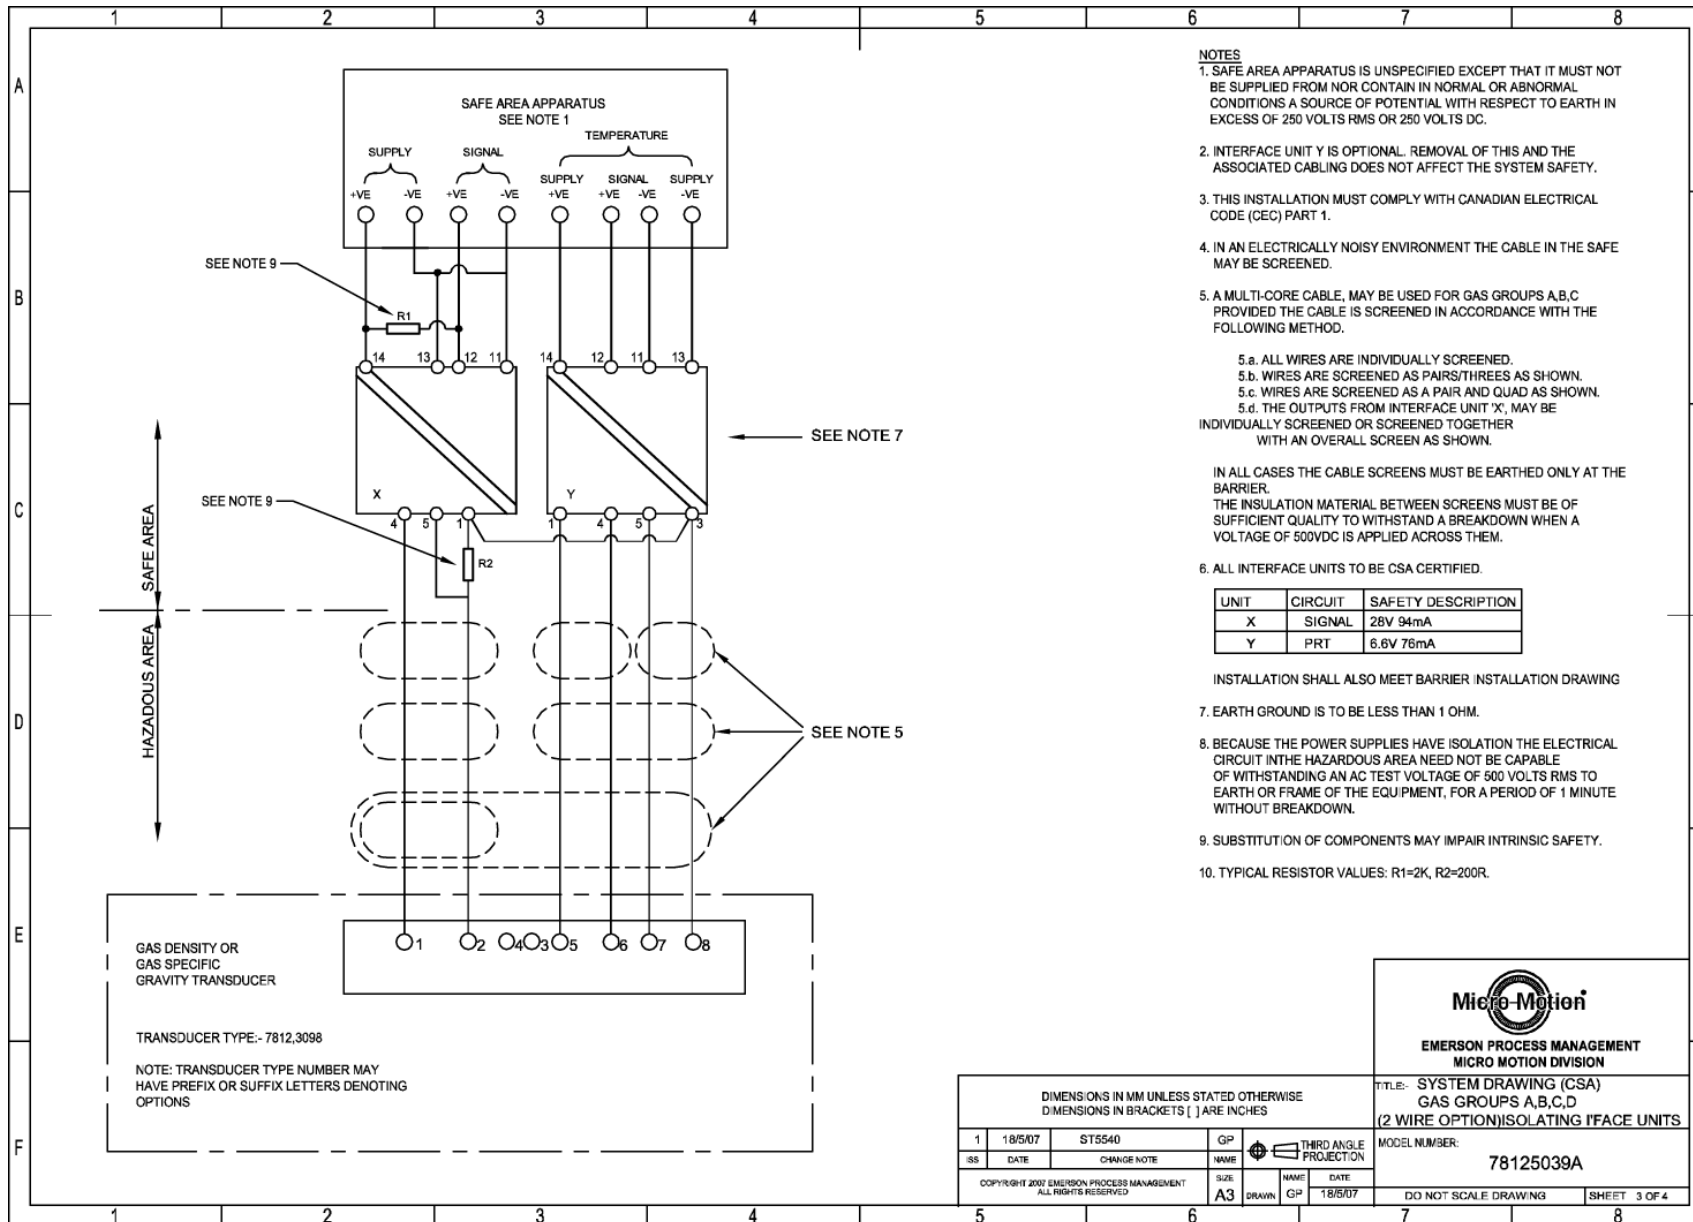 1 2 3 4 5 6 7 8
A
B
C
D
E
F
SAFE AREA APPARATUS
SEE NOTE 1
TEMPERATURE
SUPPLY SIGNAL
SUPPLY SIGNAL SUPPLY
+VE -VE +VE -VE +VE +VE -VE -VE
SEE NOTE 9
R1
14 13 12 11 14 12 11 13
SEE NOTE 7
X Y
SEE NOTE 9
4 5 1 1 4 5 3
R2
SAFE AREA
HAZADOUS AREA
SEE NOTE 5
1 2 4 3 5 6 7 8
GAS DENSITY OR
GAS SPECIFIC
GRAVITY TRANSDUCER
TRANSDUCER TYPE:- 7812,3098
NOTE: TRANSDUCER TYPE NUMBER MAY
HAVE PREFIX OR SUFFIX LETTERS DENOTING
OPTIONS
NOTES
1. SAFE AREA APPARATUS IS UNSPECIFIED EXCEPT THAT IT MUST NOT
BE SUPPLIED FROM NOR CONTAIN IN NORMAL OR ABNORMAL
CONDITIONS A SOURCE OF POTENTIAL WITH RESPECT TO EARTH IN
EXCESS OF 250 VOLTS RMS OR 250 VOLTS DC.
2. INTERFACE UNIT Y IS OPTIONAL. REMOVAL OF THIS AND THE
ASSOCIATED CABLING DOES NOT AFFECT THE SYSTEM SAFETY.
3. THIS INSTALLATION MUST COMPLY WITH CANADIAN ELECTRICAL
CODE (CEC) PART 1.
4. IN AN ELECTRICALLY NOISY ENVIRONMENT THE CABLE IN THE SAFE
MAY BE SCREENED.
5. A MULTI-CORE CABLE, MAY BE USED FOR GAS GROUPS A,B,C
PROVIDED THE CABLE IS SCREENED IN ACCORDANCE WITH THE
FOLLOWING METHOD.
5.a. ALL WIRES ARE INDIVIDUALLY SCREENED.
5.b. WIRES ARE SCREENED AS PAIRS/THREES AS SHOWN.
5.c. WIRES ARE SCREENED AS A PAIR AND QUAD AS SHOWN.
5.d. THE OUTPUTS FROM INTERFACE UNIT 'X', MAY BE
INDIVIDUALLY SCREENED OR SCREENED TOGETHER
WITH AN OVERALL SCREEN AS SHOWN.
IN ALL CASES THE CABLE SCREENS MUST BE EARTHED ONLY AT THE
BARRIER.
THE INSULATION MATERIAL BETWEEN SCREENS MUST BE OF
SUFFICIENT QUALITY TO WITHSTAND A BREAKDOWN WHEN A
VOLTAGE OF 500VDC IS APPLIED ACROSS THEM.
6. ALL INTERFACE UNITS TO BE CSA CERTIFIED.
UNIT CIRCUIT SAFETY DESCRIPTION
X SIGNAL 28V 94mA
Y PRT 6.6V 76mA
INSTALLATION SHALL ALSO MEET BARRIER INSTALLATION DRAWING
7. EARTH GROUND IS TO BE LESS THAN 1 OHM.
8. BECAUSE THE POWER SUPPLIES HAVE ISOLATION THE ELECTRICAL
CIRCUIT INTHE HAZARDOUS AREA NEED NOT BE CAPABLE
OF WITHSTANDING AN AC TEST VOLTAGE OF 500 VOLTS RMS TO
EARTH OR FRAME OF THE EQUIPMENT, FOR A PERIOD OF 1 MINUTE
WITHOUT BREAKDOWN.
9. SUBSTITUTION OF COMPONENTS MAY IMPAIR INTRINSIC SAFETY.
10. TYPICAL RESISTOR VALUES: R1=2K, R2=200R.
Micro Motion
EMERSON PROCESS MANAGEMENT
MICRO MOTION DIVISION
TITLE:- SYSTEM DRAWING (CSA)
GAS GROUPS A,B,C,D
(2 WIRE OPTION)ISOLATING I'FACE UNITS
MODEL NUMBER:
78125039A
DO NOT SCALE DRAWING SHEET 3 OF 4
DIMENSIONS IN MM UNLESS STATED OTHERWISE
DIMENSIONS IN BRACKETS [ ] ARE INCHES
1 18/5/07 ST5540 GP
ISS DATE CHANGE NOTE NAME
THIRD ANGLE
PROJECTION
COPYRIGHT 2007 EMERSON PROCESS MANAGEMENT
ALL RIGHTS RESERVED
SIZE
A3
DRAWN
NAME DATE
GP 18/5/07
1 2 3 4 5 6 7 8